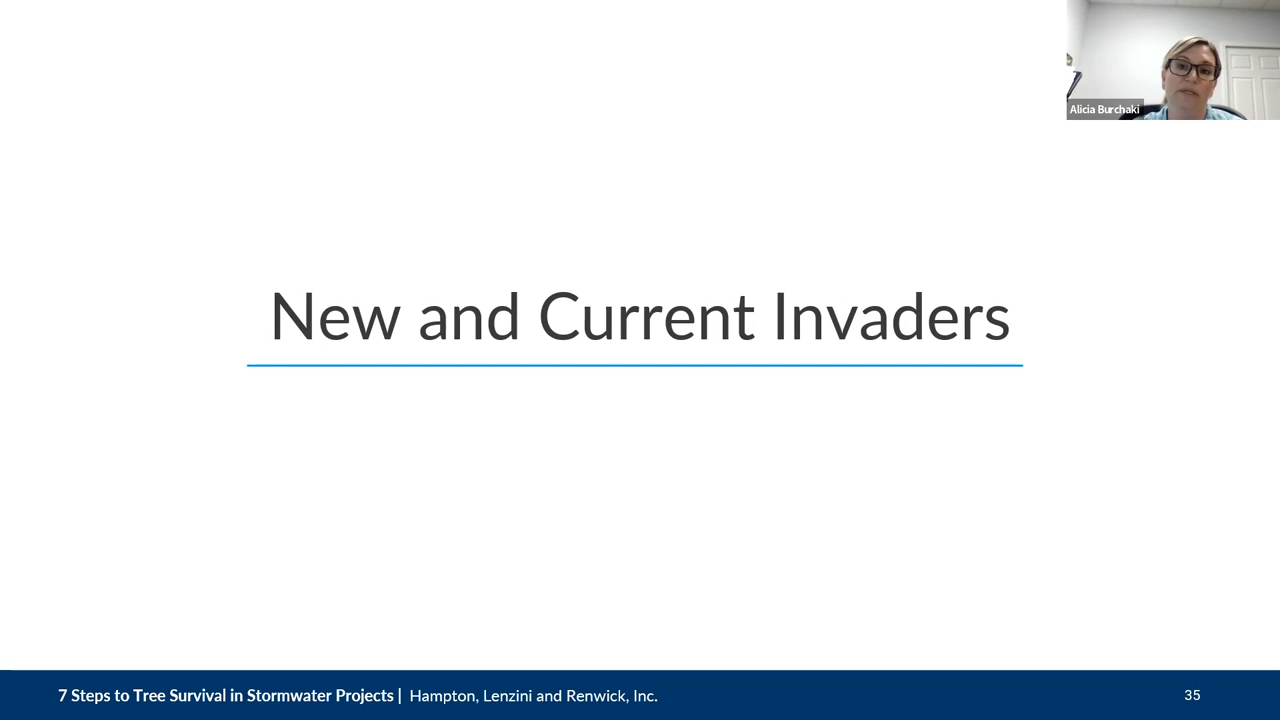 Alicia Burchaki
New and Current Invaders
7 Steps to Tree Survival in Stormwater Projects | Hampton, Lenzini and Renwick, Inc.
35